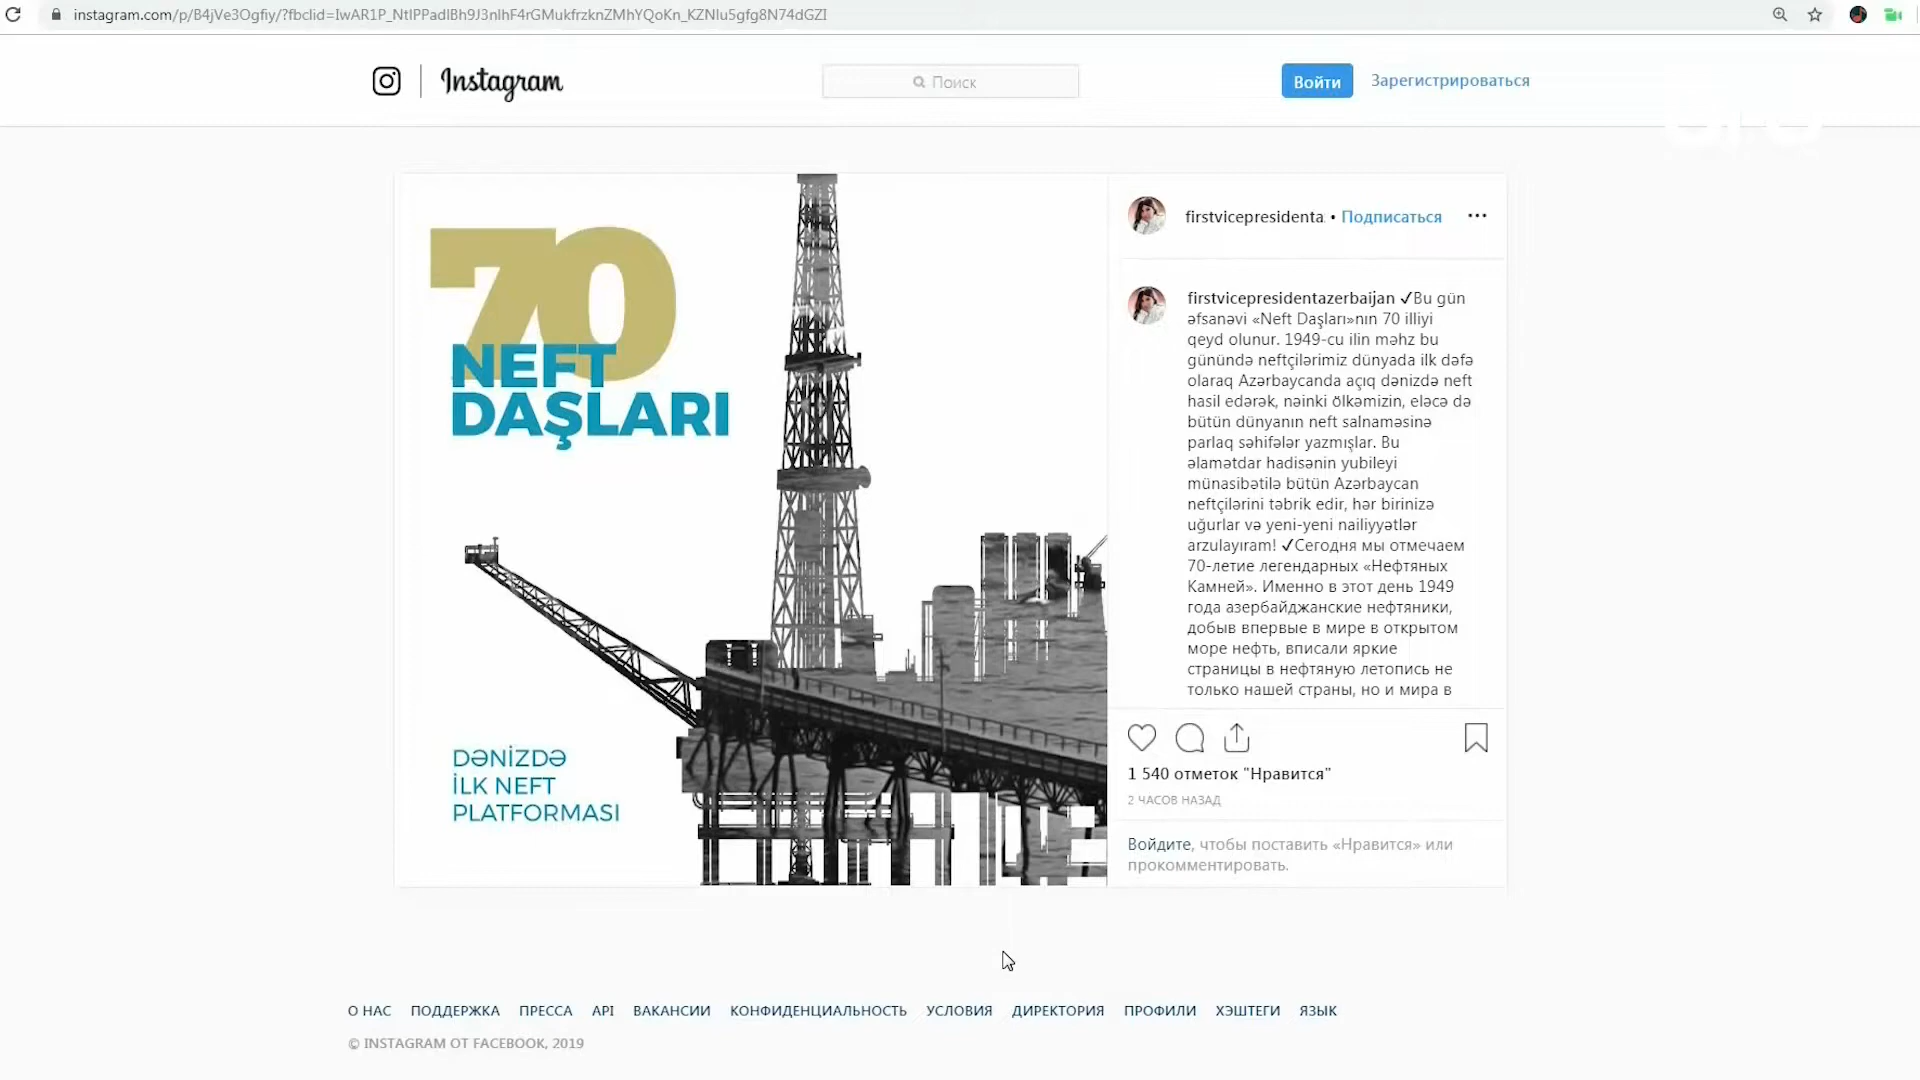 instagram.com/p/B4jVe3Ogfiy/?fbclid=IwAR1P_NtlPPadlBh9J3nlhF4rGMukfrzknZMhYQoKn_KZNlu5gfg8N74dGZI
Instagram
Поиск
Войти
Зарегистрироваться
70
NEFT
DAŞLARI
DƏNİZDƏ
İLK NEFT
PLATFORMASI
firstvicepresidenta • Подписаться
firstvicepresidentazerbaijan ✓Bu gün
əfsanəvi «Neft Daşları»nın 70 illiyi
qeyd olunur. 1949-cu ilin məhz bu
günündə neftçilərimiz dünyada ilk dəfə
olaraq Azərbaycanda açıq dənizdə neft
hasil edərək, nəinki ölkəmizin, eləcə də
bütün dünyanın neft salnaməsinə
parlaq səhifələr yazmışlar. Bu
əlamətdar hadisənin yubileyi
münasibətilə bütün Azərbaycan
neftçilərini təbrik edir, hər birinizə
uğurlar və yeni-yeni nailiyyətlər
arzulayıram! ✓Сегодня мы отмечаем
70-летие легендарных «Нефтяных
Камней». Именно в этот день 1949
года азербайджанские нефтяники,
добыв впервые в мире в открытом
море нефть, вписали яркие
страницы в нефтяную летопись не
только нашей страны, но и мира в
1 540 отметок "Нравится"
2 ЧАСОВ НАЗАД
Войдите, чтобы поставить «Нравится» или
прокомментировать.
О НАС ПОДДЕРЖКА ПРЕССА API ВАКАНСИИ КОНФИДЕНЦИАЛЬНОСТЬ УСЛОВИЯ ДИРЕКТОРИЯ ПРОФИЛИ ХЭШТЕГИ ЯЗЫК
© INSTAGRAM ОТ FACEBOOK, 2019